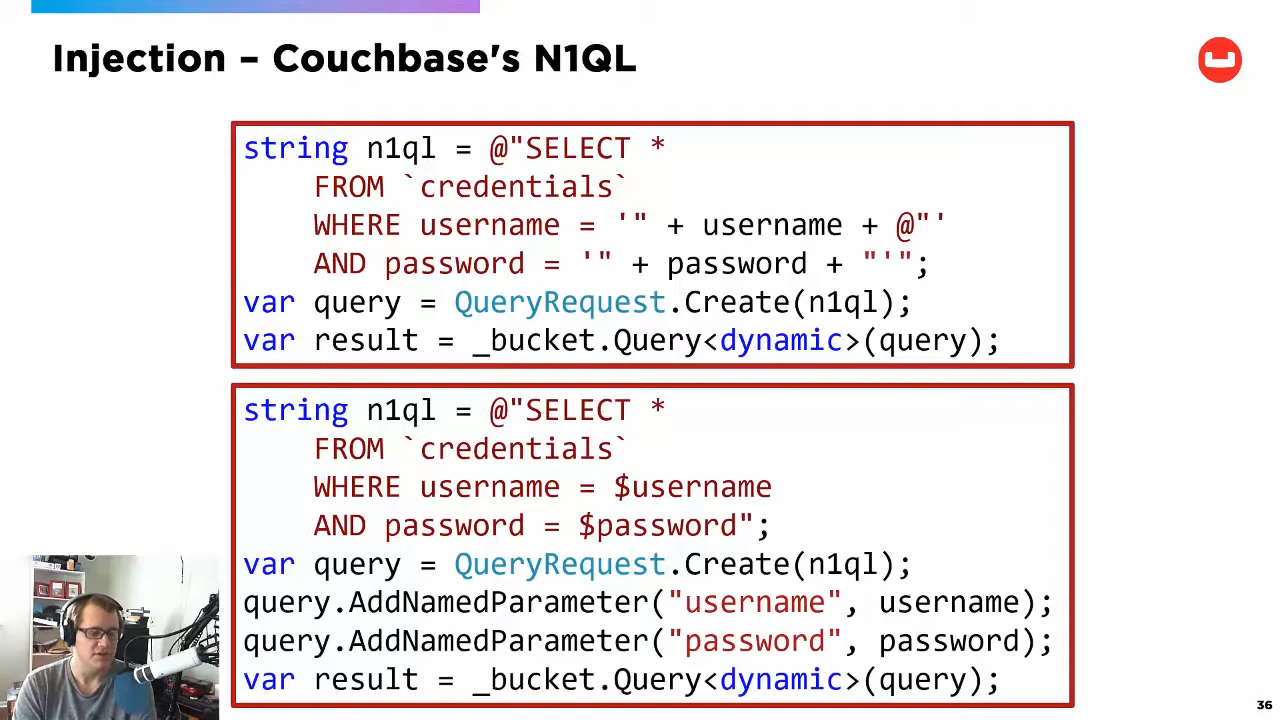 Injection – Couchbase's N1QL
string n1ql = @"SELECT *
FROM `credentials`
WHERE username = '" + username + @"'
AND password = '" + password + "'";
var query = QueryRequest.Create(n1ql);
var result = _bucket.Query<dynamic>(query);
string n1ql = @"SELECT *
FROM `credentials`
WHERE username = $username
AND password = $password";
var query = QueryRequest.Create(n1ql);
query.AddNamedParameter("username", username);
query.AddNamedParameter("password", password);
var result = _bucket.Query<dynamic>(query);
36